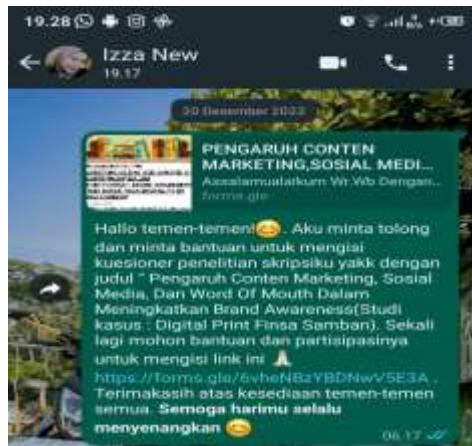 19.28
Izza New
19.17
20 Desember 2023
PENGARUH CONTEN
MARKETING,SOSIAL MEDI...
Assalamualaikum Wr.Wb Dengan...
forms.gle
Hallo temen-temen!😊. Aku minta tolong
dan minta bantuan untuk mengisi
kuesioner penelitian skripsiku yakk dengan
judul " Pengaruh Conten Marketing, Sosial
Media, Dan Word Of Mouth Dalam
Meningkatkan Brand Awareness(Studi
kasus : Digital Print Finsa Samban). Sekali
lagi mohon bantuan dan partisipasinya
untuk mengisi link ini 🙏
https://forms.gle/6vheNBzYBDNwV5E3A .
Terimakasih atas kesediaan temen-temen
semua. Semoga harimu selalu
menyenangkan 😊
06.17